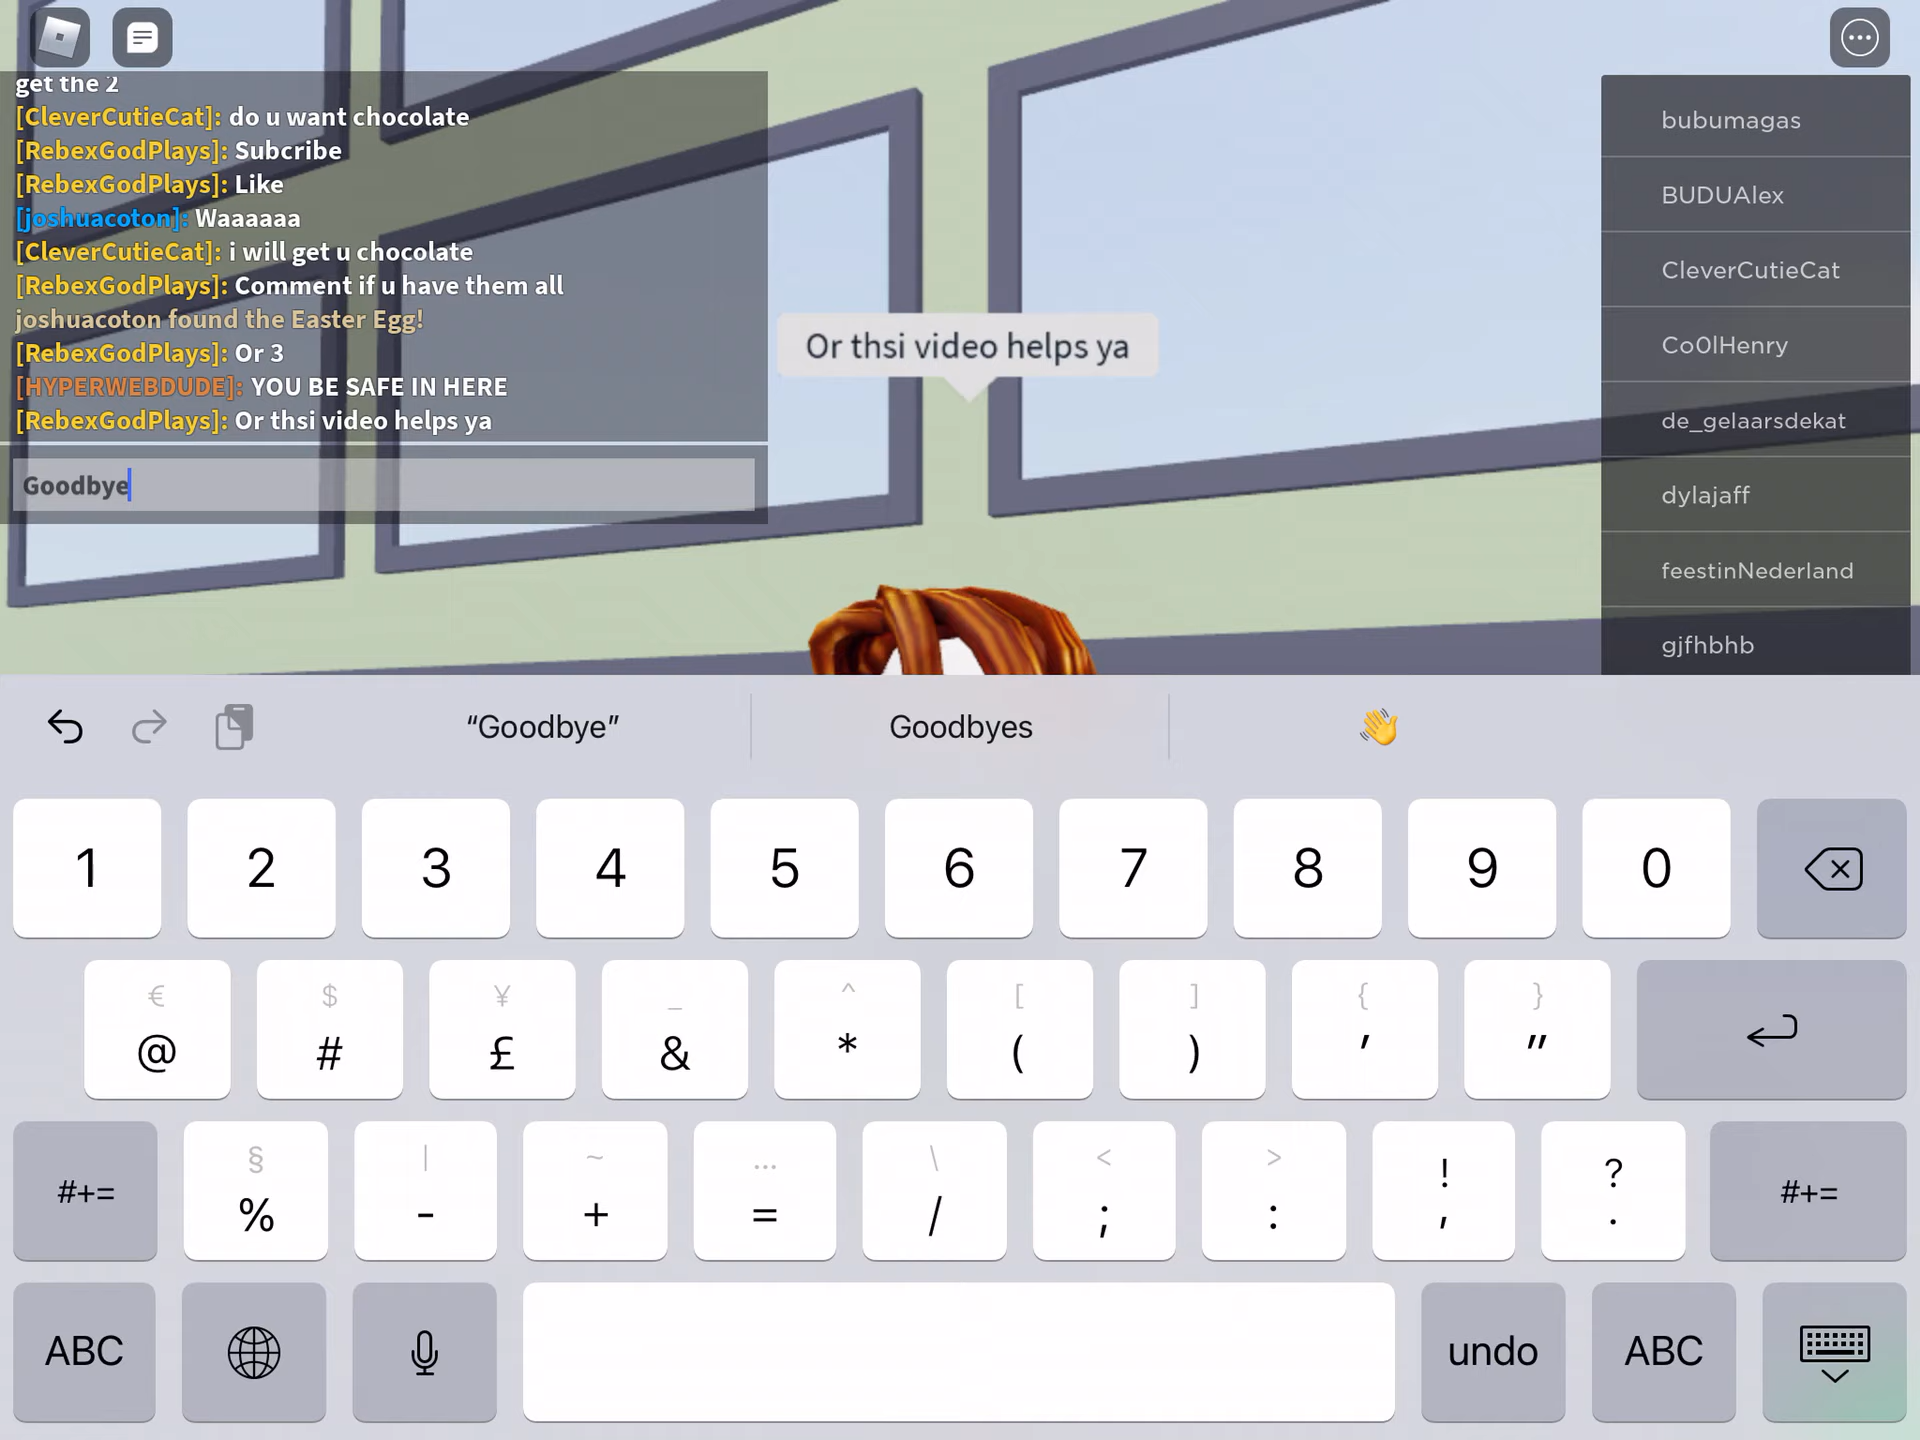 get the 2
[CleverCutieCat]: do u want chocolate
[RebexGodPlays]: Subcribe
[RebexGodPlays]: Like
[joshuacoton]: Waaaaaa
[CleverCutieCat]: i will get u chocolate
[RebexGodPlays]: Comment if u have them all
joshuacoton found the Easter Egg!
[RebexGodPlays]: Or 3
[HYPERWEBDUDE]: YOU BE SAFE IN HERE
[RebexGodPlays]: Or thsi video helps ya
Goodbye
Or thsi video helps ya
bubumagas
BUDUAlex
CleverCutieCat
Co0lHenry
de_gelaarsdekat
dylajaff
feestinNederland
gjfhbhb
“Goodbye” Goodbyes 👋
1 2 3 4 5 6 7 8 9 0
€ $ ¥ _ ^ [ ] { }
@ # £ & * ( ) ' "
§ | ~ … \ < > ! ?
#+= % - + = / ; : , . #+=
ABC undo ABC